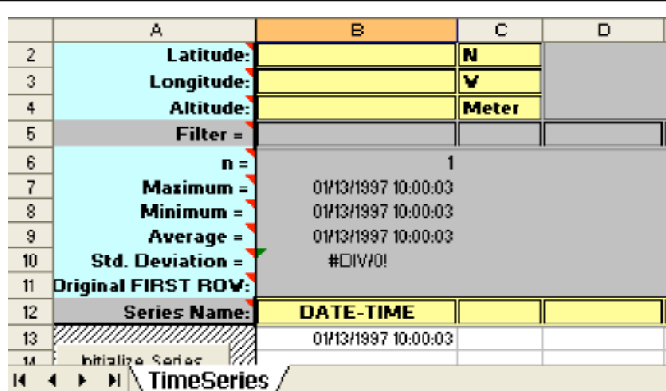 A B C D
2 Latitude: N
3 Longitude: W
4 Altitude: Meter
5 Filter =
6 n = 1
7 Maximum = 01/13/1997 10:00:03
8 Minimum = 01/13/1997 10:00:03
9 Average = 01/13/1997 10:00:03
10 Std. Deviation = #DIV/0!
11 Original FIRST ROW:
12 Series Name: DATE-TIME
13 01/13/1997 10:00:03
14 Initialize Series
TimeSeries